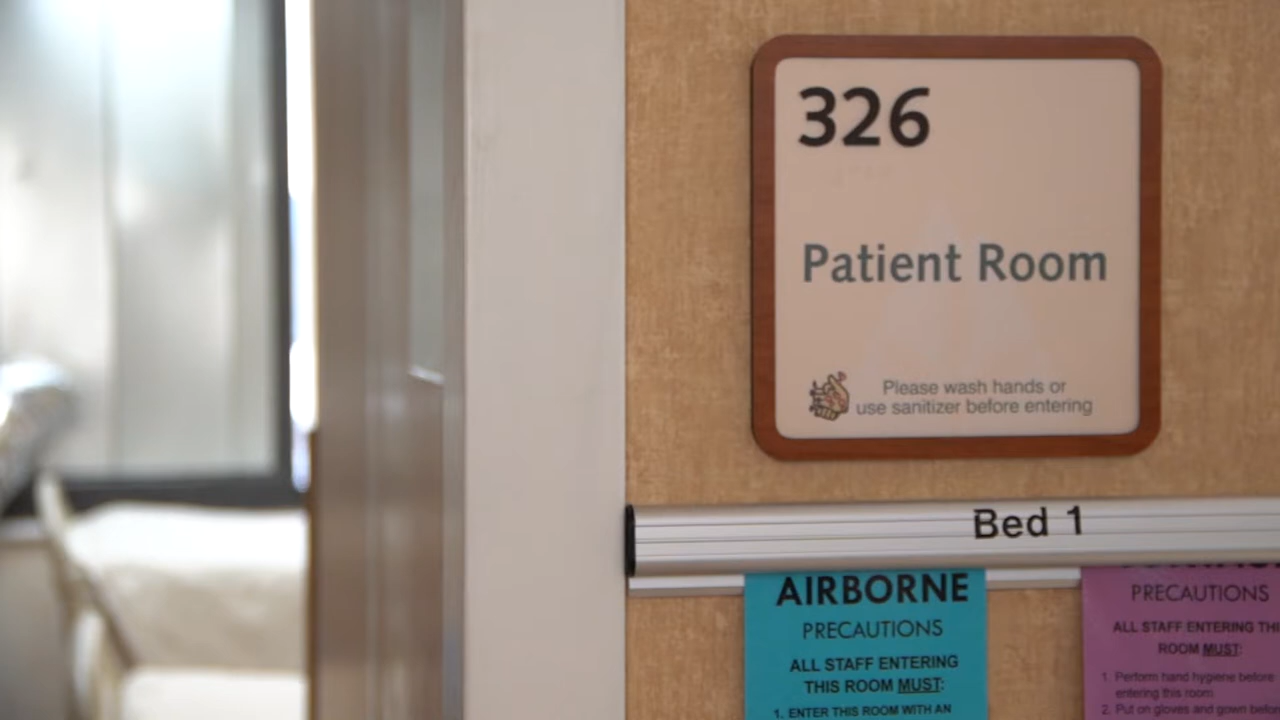 326
Patient Room
Please wash hands or
use sanitizer before entering
Bed 1
AIRBORNE
PRECAUTIONS
ALL STAFF ENTERING
THIS ROOM MUST:
1. ENTER THIS ROOM WITH AN
PRECAUTIONS
ALL STAFF ENTERING THI
ROOM MUST:
1. Perform hand hygiene before
entering this room
2. Put on gloves and gown befor